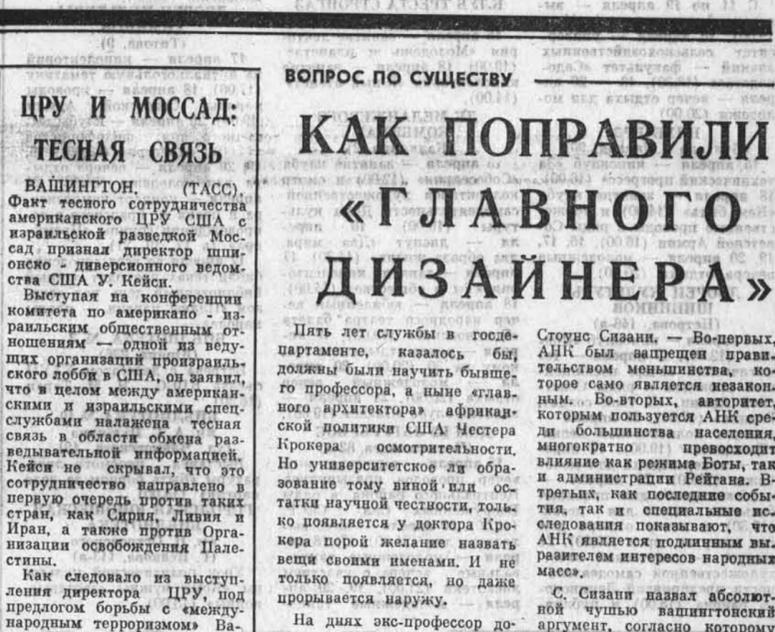 ЦРУ И МОССАД:
ТЕСНАЯ СВЯЗЬ
ВАШИНГТОН. (ТАСС).
Факт тесного сотрудничества
американского ЦРУ США с
израильской разведкой Мос-
сад признал директор шпи-
онско - диверсионного ведом-
ства США У. Кейси.
Выступая на конференции
комитета по американо - из-
раильским общественным от-
ношениям — одной из веду-
щих организаций произраиль-
ского лобби в США, он заявил,
что в целом между американ-
скими и израильскими спец-
службами налажена тесная
связь в области обмена раз-
ведывательной информацией.
Кейси не скрывал, что это
сотрудничество направлено в
первую очередь против таких
стран, как Сирия, Ливия и
Иран, а также против Орга-
низации освобождения Пале-
стины.
Как следовало из выступ-
ления директора ЦРУ, под
предлогом борьбы с «между-
народным терроризмом» Ва-
ВОПРОС ПО СУЩЕСТВУ
КАК ПОПРАВИЛИ
«ГЛАВНОГО
ДИЗАЙНЕРА»
Пять лет службы госде-
партаменте, казалось бы,
должны были научить бывше-
го профессора, а ныне «глав-
ного архитектора» африкан-
ской политики США Честера
Крокера осмотрительности.
Но университетское ли обра-
зование тому виной или ос-
татки научной честности, толь-
ко появляется у доктора Кро-
кера порой желание назвать
вещи своими именами. И не
только появляется, но даже
прорывается наружу.
На днях экс-профессор до-
Стоунс Сизани. — Во-первых,
АНК был запрещен прави-
тельством меньшинства, ко-
торое само является незакон-
ным. Во-вторых, авторитет,
которым пользуется АНК сре-
ди большинства населения,
многократно превосходит
влияние как режима Боты, так
и администрации Рейгана. В-
третьих, как последние собы-
тия, так и специальные ис-
следования показывают, что
АНК является подлинным вы-
разителем интересов народных
масс».
С. Сизани назвал абсолют-
ной чушью вашингтонский
аргумент, согласно которому